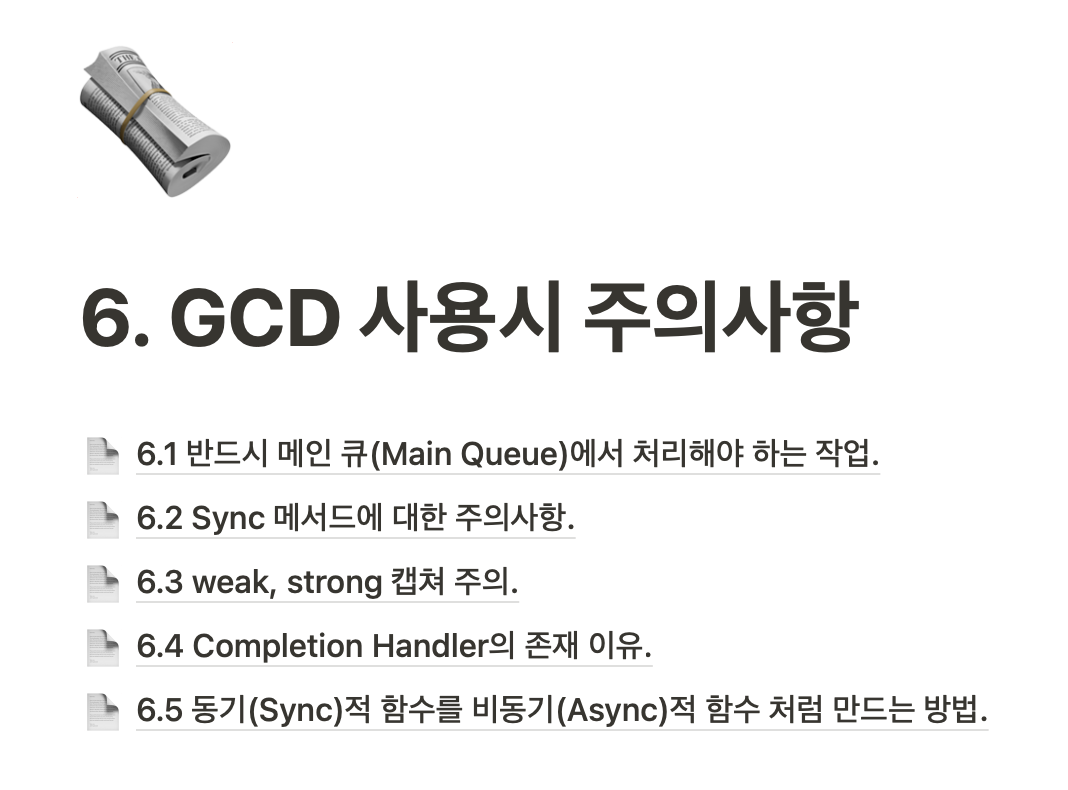 6. GCD 사용시 주의사항
6.1 반드시 메인 큐(Main Queue)에서 처리해야 하는 작업.
6.2 Sync 메서드에 대한 주의사항.
6.3 weak, strong 캡쳐 주의.
6.4 Completion Handler의 존재 이유.
6.5 동기(Sync)적 함수를 비동기(Async)적 함수 처럼 만드는 방법.